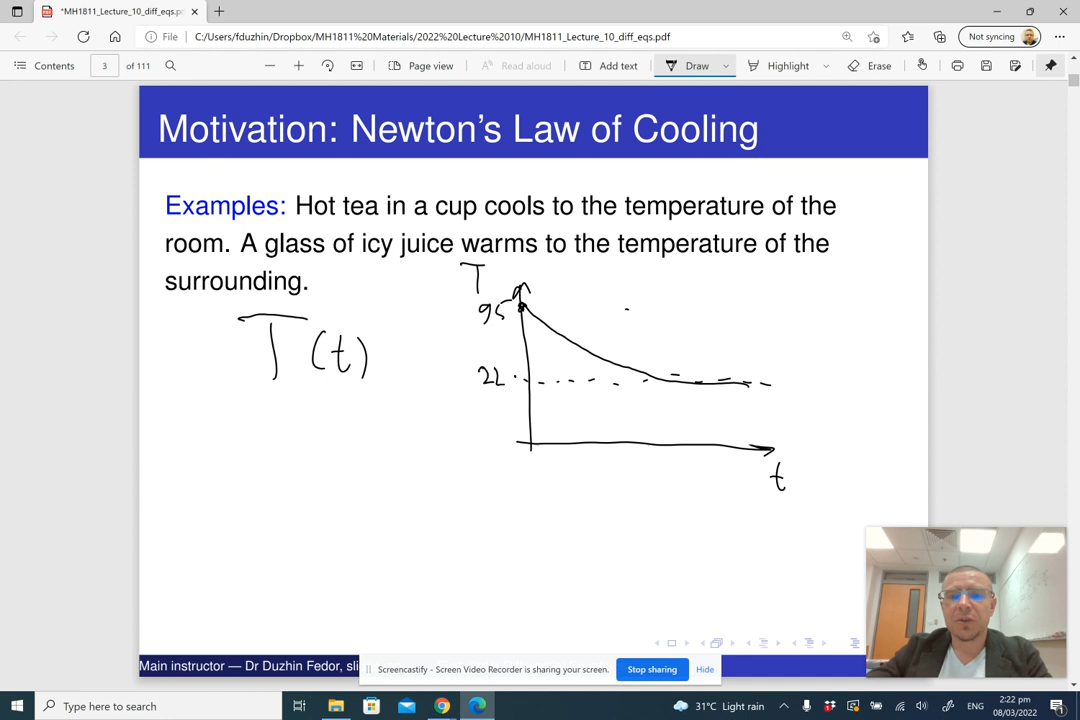 *MH1811_Lecture_10_diff_eqs.pd
File C:/Users/fduzhin/Dropbox/MH1811%20Materials/2022%20Lecture%2010/MH1811_Lecture_10_diff_eqs.pdf
Not syncing
Contents 3 of 111 Page view Read aloud Add text Draw Highlight Erase
Motivation: Newton's Law of Cooling
Examples: Hot tea in a cup cools to the temperature of the
room. A glass of icy juice warms to the temperature of the
surrounding.
T
95
T(t)
22
t
Main instructor — Dr Duzhin Fedor, sli
Screencastify - Screen Video Recorder is sharing your screen. Stop sharing Hide
Type here to search
31°C Light rain
ENG
2:22 pm
08/03/2022